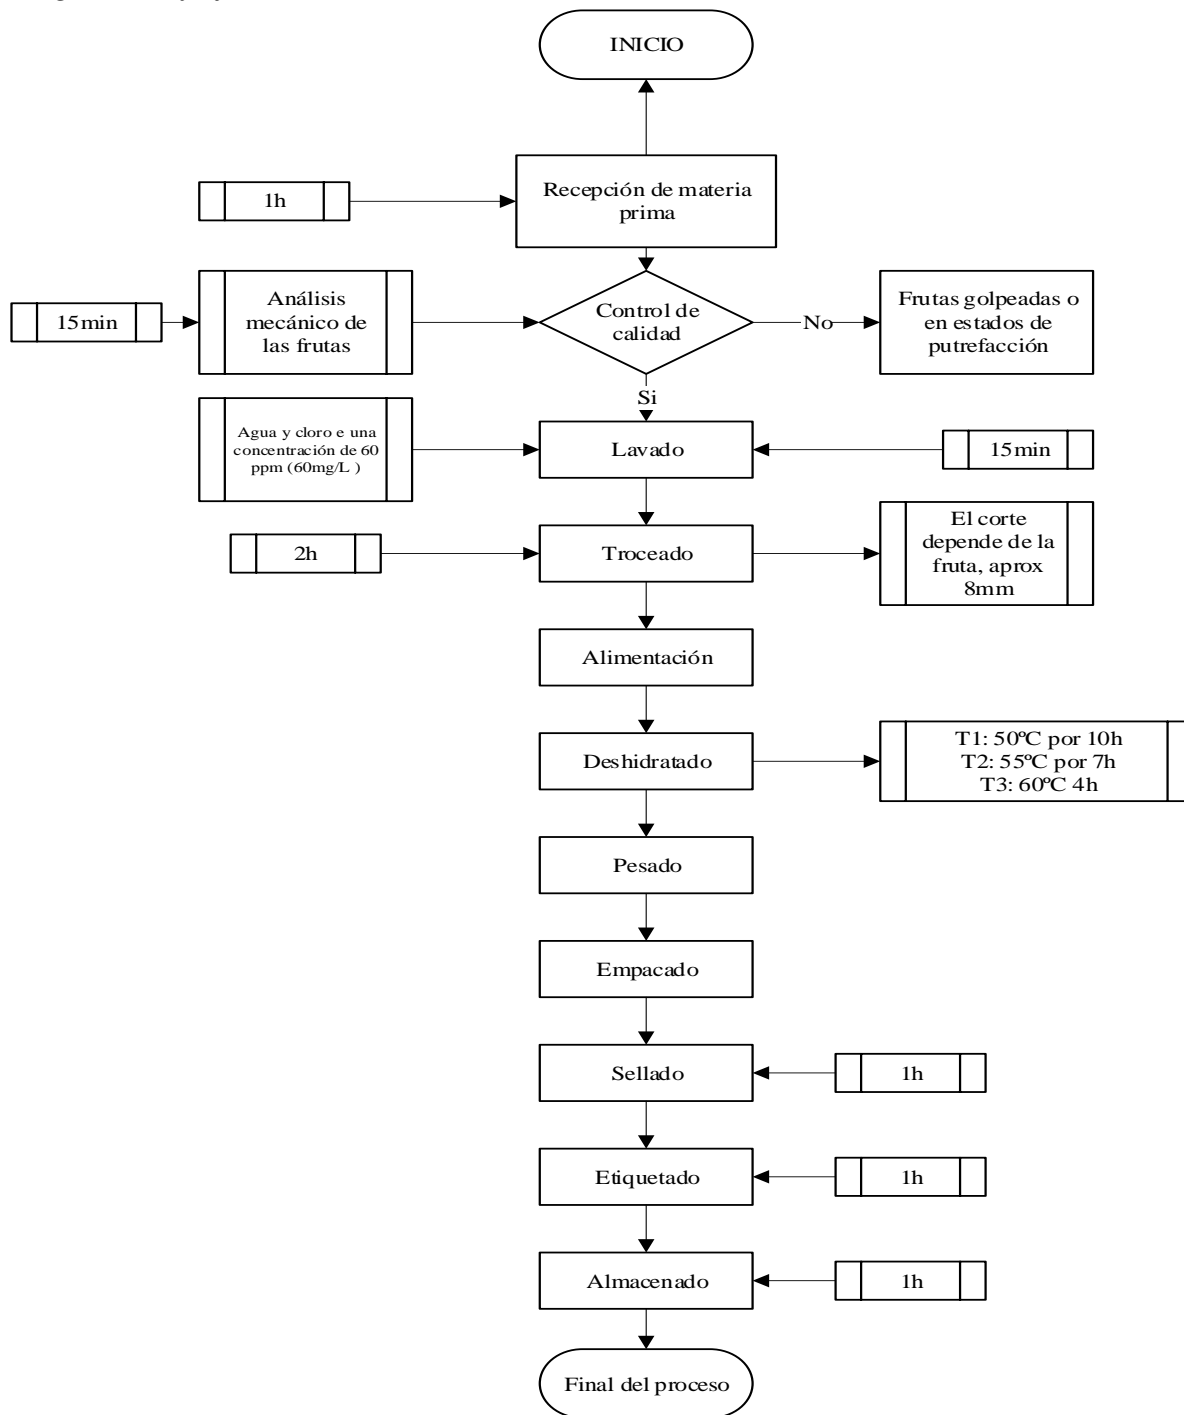 INICIO
Recepción de materia
prima
1h
15min
Análisis
mecánico de
las frutas
Control de
calidad
No
Frutas golpeadas o
en estados de
putrefacción
Si
Agua y cloro e una
concentración de 60
ppm (60mg/L )
Lavado
15min
2h
Troceado
El corte
depende de la
fruta, aprox
8mm
Alimentación
Deshidratado
T1: 50ºC por 10h
T2: 55ºC por 7h
T3: 60ºC 4h
Pesado
Empacado
Sellado
1h
Etiquetado
1h
Almacenado
1h
Final del proceso